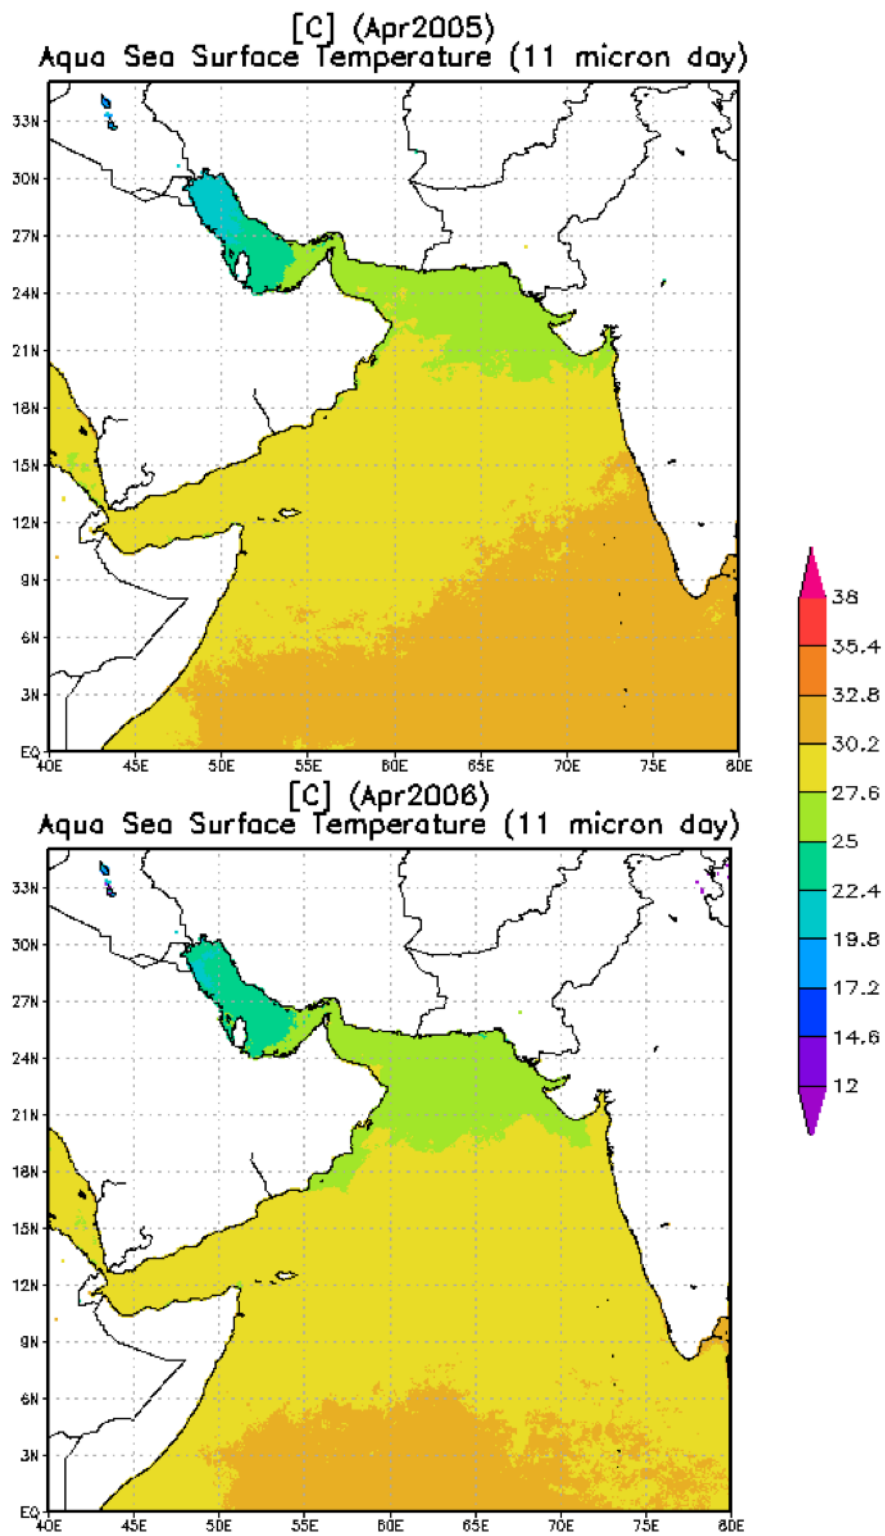 [C] (Apr2005)
Aqua Sea Surface Temperature (11 micron day)
33N
30N
27N
24N
21N
18N
15N
12N
9N
6N
3N
EQ
40E 45E 50E 55E 60E 65E 70E 75E 80E
[C] (Apr2006)
Aqua Sea Surface Temperature (11 micron day)
33N
30N
27N
24N
21N
18N
15N
12N
9N
6N
3N
EQ
40E 45E 50E 55E 60E 65E 70E 75E 80E
38
35.4
32.8
30.2
27.6
25
22.4
19.8
17.2
14.6
12